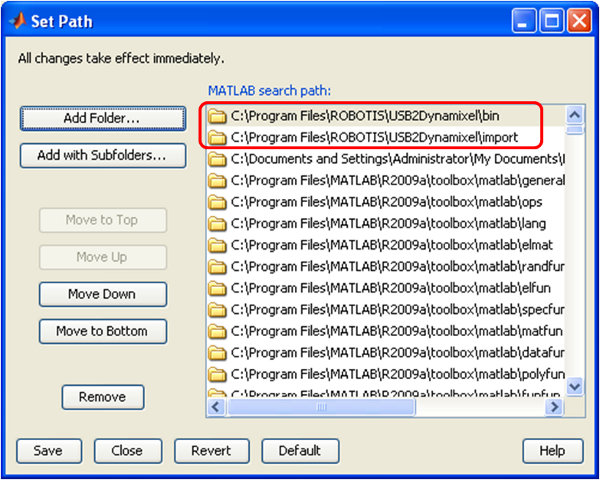 Set Path
All changes take effect immediately.
MATLAB search path:
Add Folder...
Add with Subfolders...
Move to Top
Move Up
Move Down
Move to Bottom
Remove
C:\Program Files\ROBOTIS\USB2Dynamixel\bin
C:\Program Files\ROBOTIS\USB2Dynamixel\import
C:\Documents and Settings\Administrator\My Documents\
C:\Program Files\MATLAB\R2009a\toolbox\matlab\general
C:\Program Files\MATLAB\R2009a\toolbox\matlab\ops
C:\Program Files\MATLAB\R2009a\toolbox\matlab\lang
C:\Program Files\MATLAB\R2009a\toolbox\matlab\elmat
C:\Program Files\MATLAB\R2009a\toolbox\matlab\randfun
C:\Program Files\MATLAB\R2009a\toolbox\matlab\elfun
C:\Program Files\MATLAB\R2009a\toolbox\matlab\specfun
C:\Program Files\MATLAB\R2009a\toolbox\matlab\matfun
C:\Program Files\MATLAB\R2009a\toolbox\matlab\datafun
C:\Program Files\MATLAB\R2009a\toolbox\matlab\polyfun
C:\Program Files\MATLAB\R2009a\toolbox\matlab\funfun
Save
Close
Revert
Default
Help